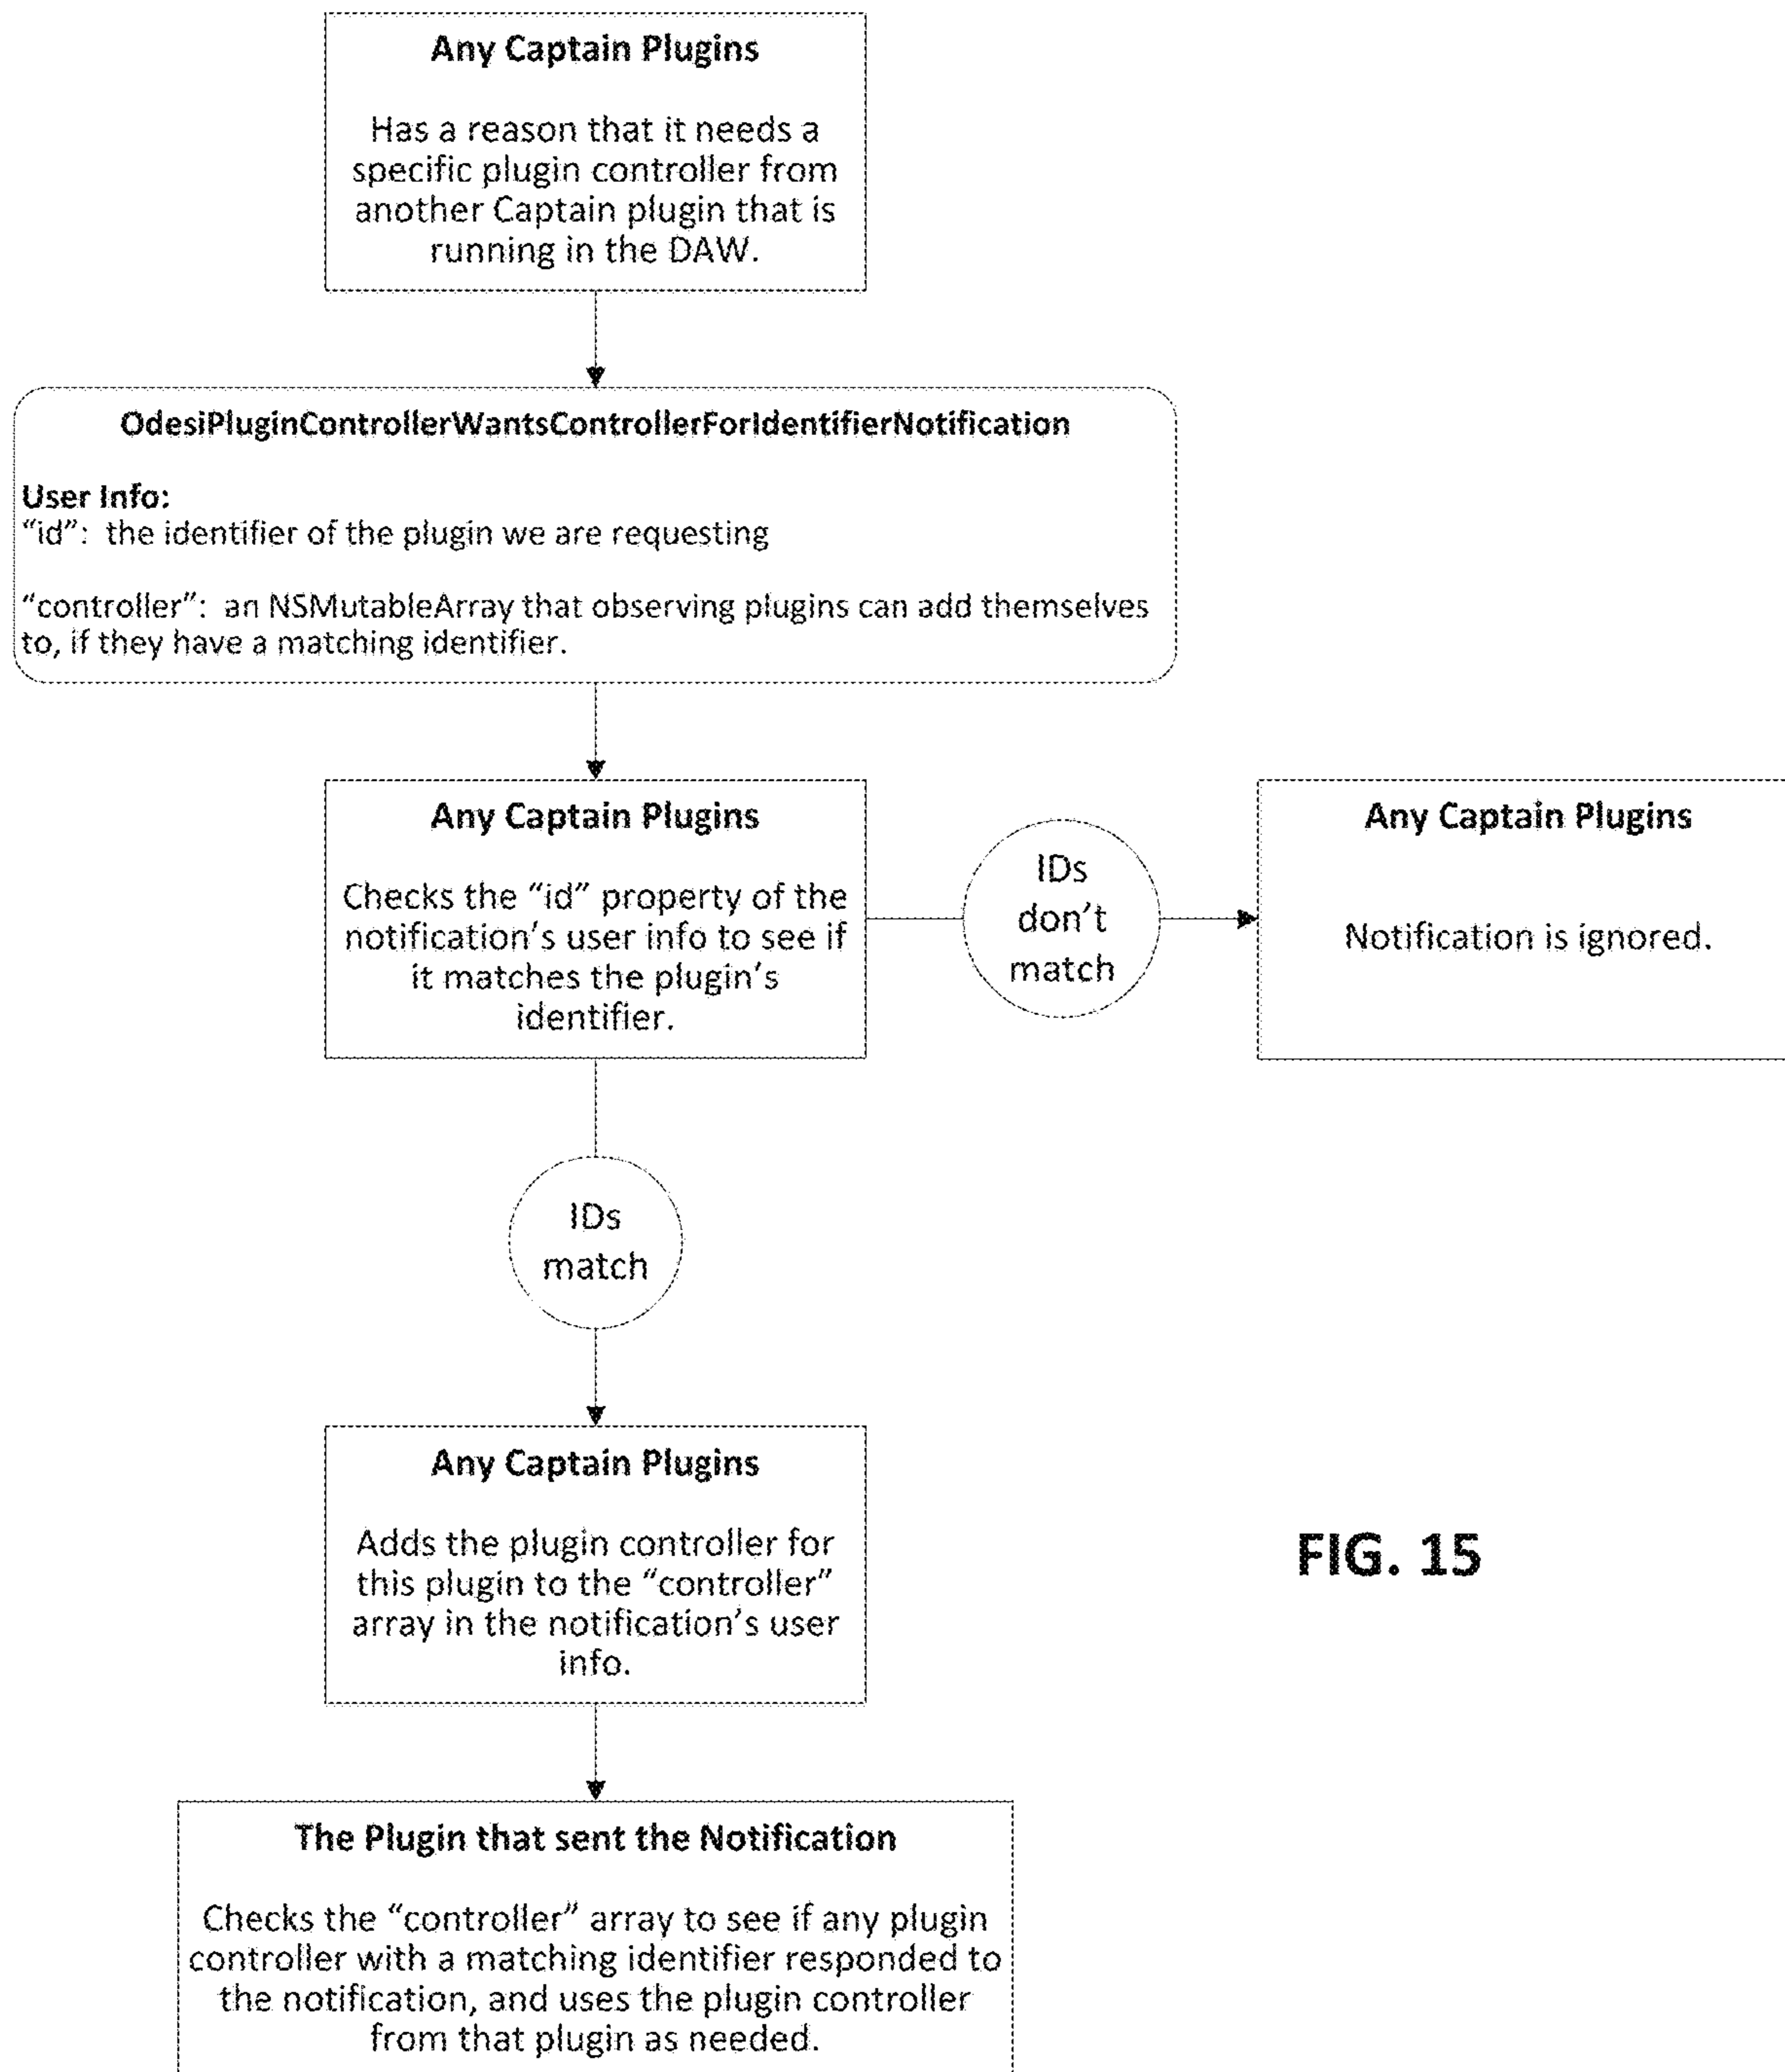 Any Captain Plugins
Has a reason that it needs a
specific plugin controller from
another Captain plugin that is
running in the DAW.
OdesiPluginControllerWantsControllerForIdentifierNotification
User Info:
“id”: the identifier of the plugin we are requesting
“controller”: an NSMutableArray that observing plugins can add themselves
to, if they have a matching identifier.
Any Captain Plugins
Checks the “id” property of the
notification’s user info to see if
it matches the plugin’s
identifier.
IDs
don’t
match
Any Captain Plugins
Notification is ignored.
IDs
match
Any Captain Plugins
Adds the plugin controller for
this plugin to the “controller”
array in the notification’s user
info.
FIG. 15
The Plugin that sent the Notification
Checks the “controller” array to see if any plugin
controller with a matching identifier responded to
the notification, and uses the plugin controller
from that plugin as needed.